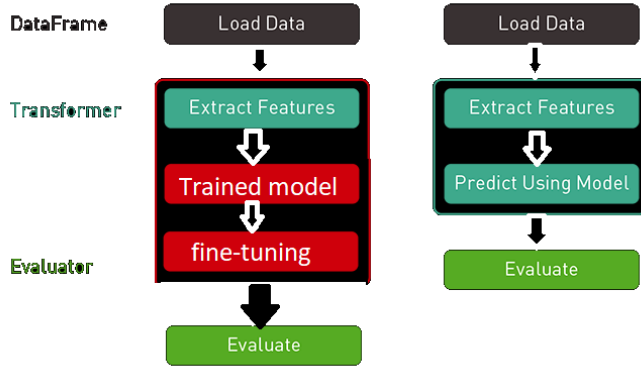 DataFrame
Load Data
Load Data
Transformer
Extract Features
Extract Features
Trained model
Predict Using Model
fine-tuning
Evaluator
Evaluate
Evaluate